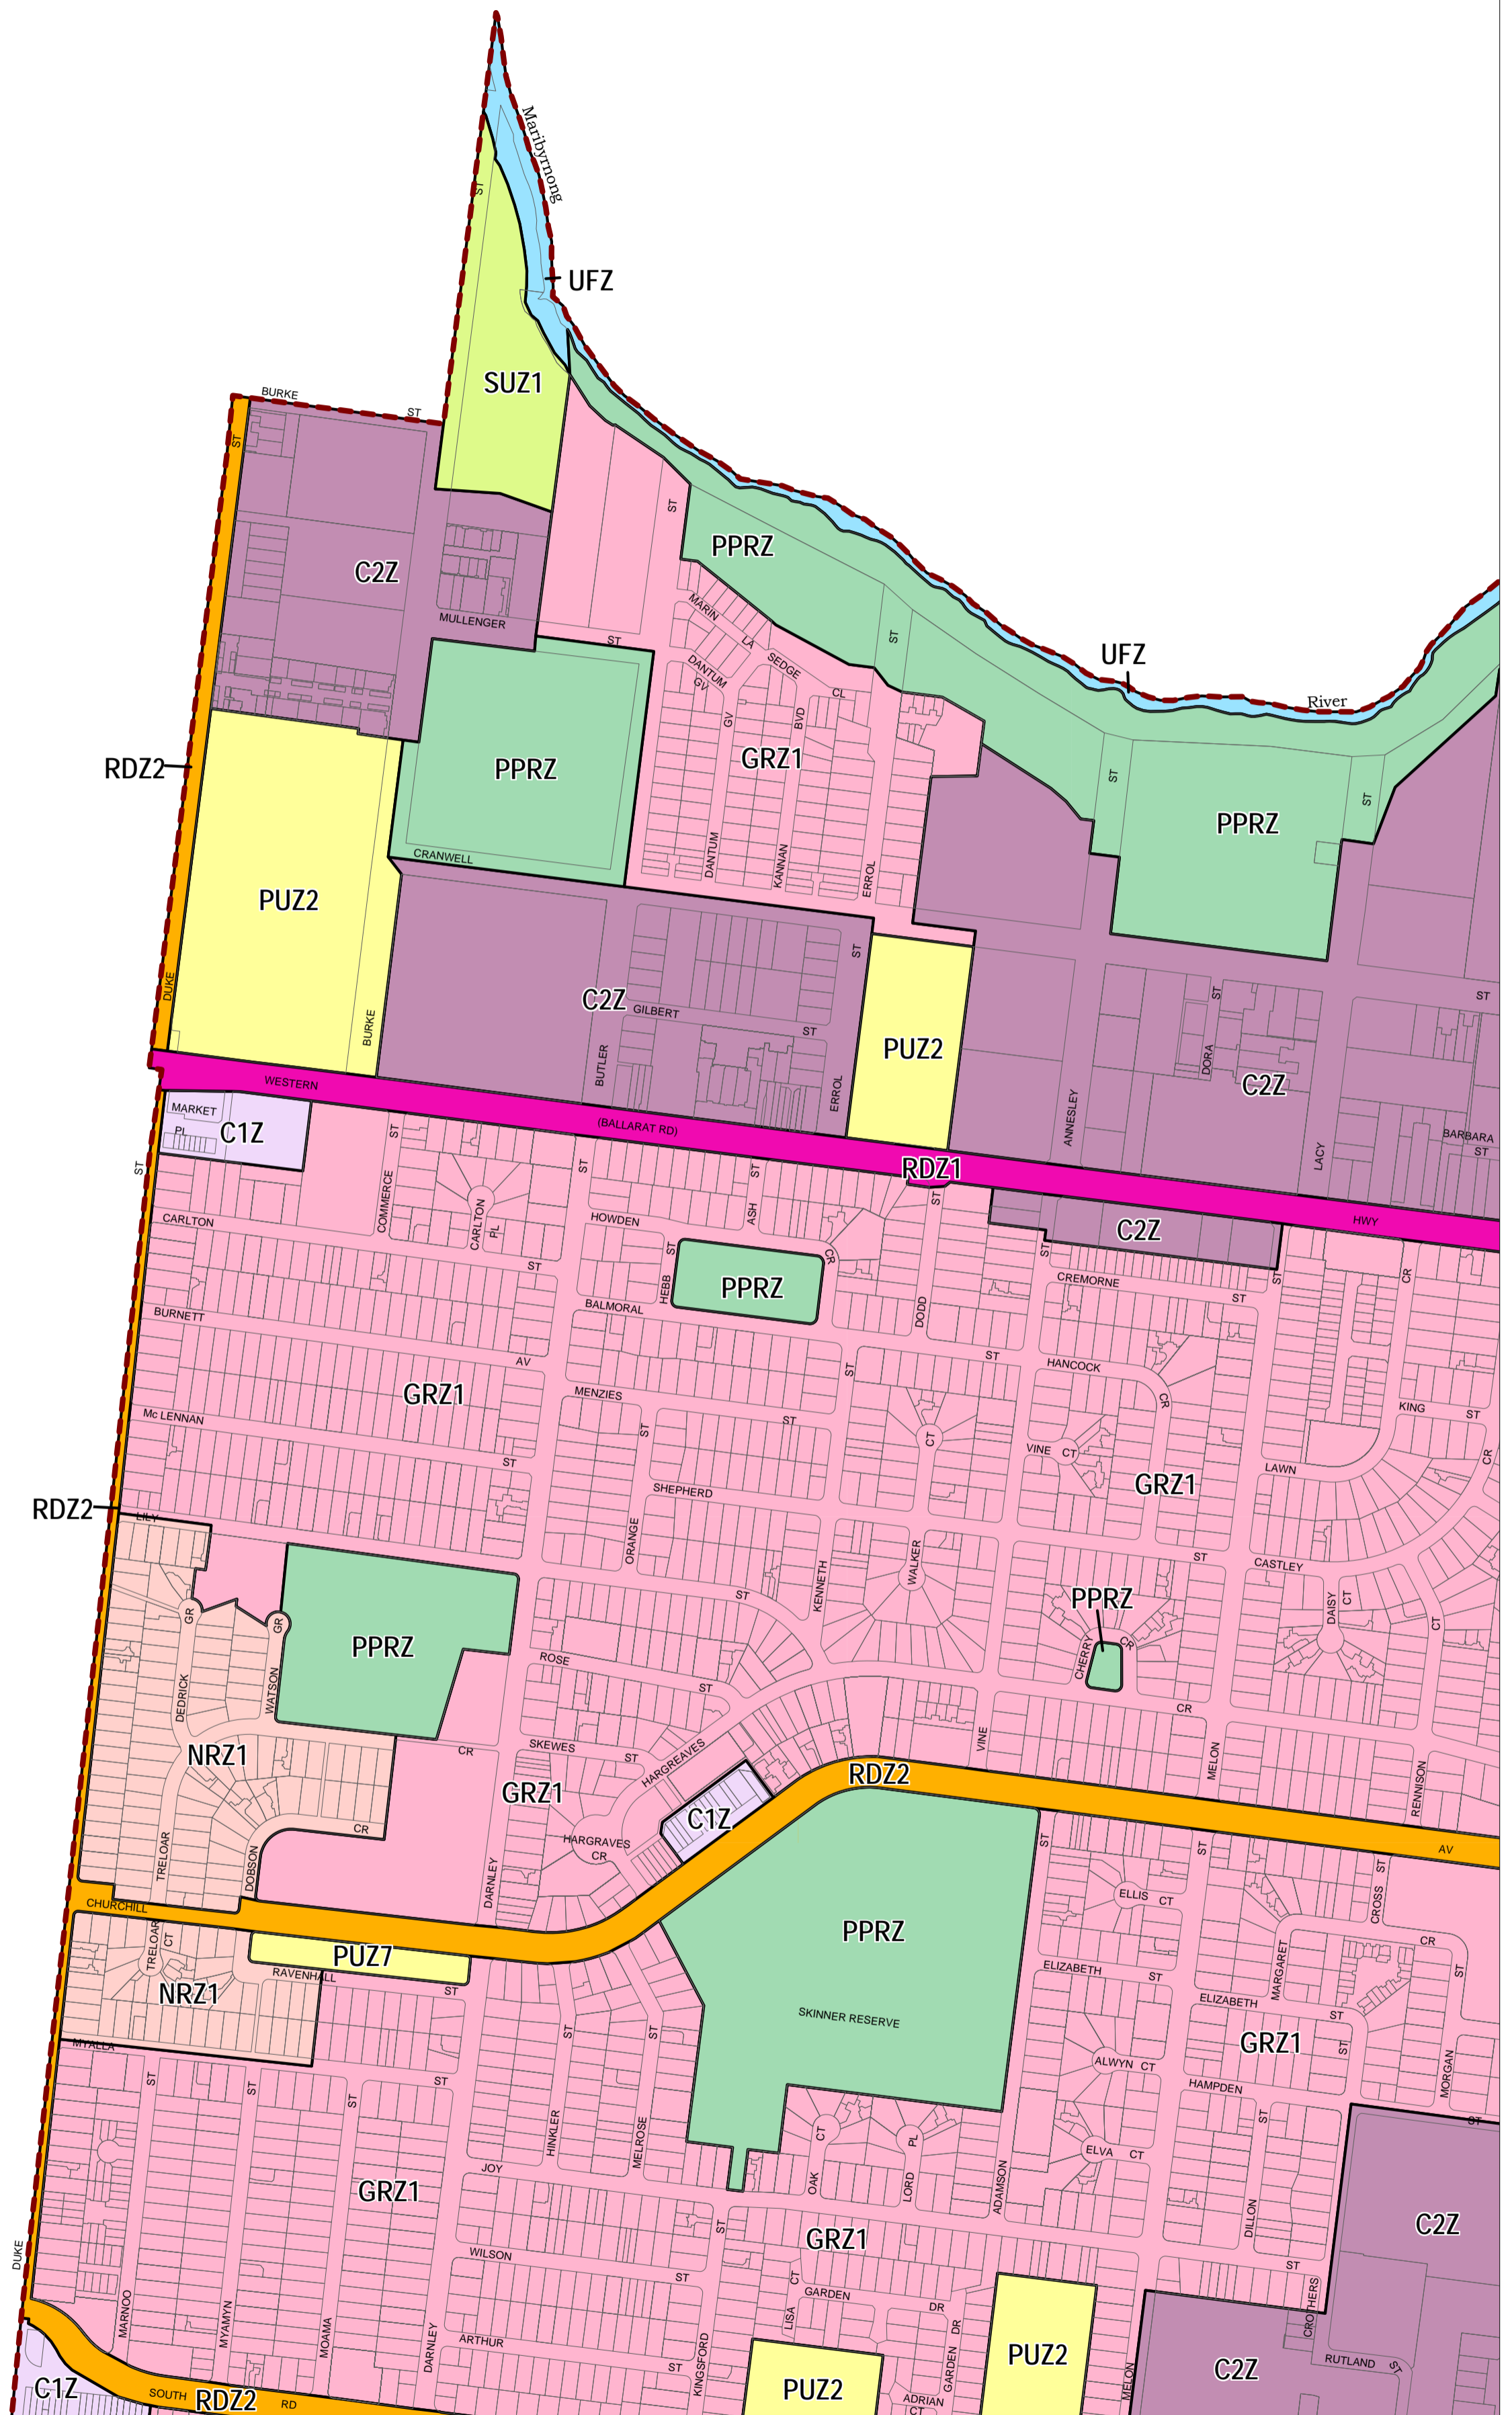 Maribyrnong
ST
UFZ
SUZ1
BURKE
ST
ST
ST
PPRZ
C2Z
MULLENGER
ST
MARIN
LA
SEDGE
CL
ST
UFZ
River
DANTUM
GV
GV
BVD
GRZ1
RDZ2
PPRZ
ST
ST
PPRZ
CRANWELL
DANTUM
KANNAN
ERROL
PUZ2
DUKE
BURKE
C2Z
GILBERT
ST
ST
BUTLER
ERROL
PUZ2
ST
ST
DORA
C2Z
ANNESLEY
LACY
BARBARA
ST
WESTERN
(BALLARAT RD)
RDZ1
HWY
MARKET
PL
C1Z
ST
ST
COMMERCE
CARLTON
PL
ST
ST
ASH
ST
C2Z
CARLTON
ST
HOWDEN
ST
HEBB
PPRZ
CR
DODD
ST
CREMORNE
ST
ST
CR
BURNETT
AV
BALMORAL
ST
ST
HANCOCK
CR
GRZ1
MENZIES
ST
Mc LENNAN
ST
ST
CT
VINE CT
GRZ1
KING
ST
LAWN
CR
RDZ2
LILY
SHEPHERD
ST
ORANGE
ST
KENNETH
WALKER
CASTLEY
PPRZ
CT
DAISY
CT
GR
GR
PPRZ
CHERRY
CR
DEDRICK
WATSON
ROSE
ST
CR
NRZ1
CR
SKEWES
ST
HARGREAVES
VINE
MELON
RENNISON
GRZ1
RDZ2
C1Z
CR
HARGRAVES
CR
AV
TRELOAR
DOBSON
DARNLEY
ST
ST
ST
CHURCHILL
ELLIS CT
CROSS
CR
TRELOAR
CT
PUZ7
PPRZ
MARGARET
ST
RAVENHALL
ST
NRZ1
ELIZABETH
ST
ELIZABETH
ST
SKINNER RESERVE
ST
ST
GRZ1
ST
MYALLA
ST
ST
ST
ST
ALWYN CT
HAMPDEN
MORGAN
ST
ST
HINKLER
MELROSE
CT
PL
ELVA CT
JOY
OAK
LORD
ADAMSON
DILLON
GRZ1
ST
GRZ1
C2Z
DUKE
WILSON
ST
CT
GARDEN
DR
ST
MARNOO
MYAMYN
MOAMA
DARNLEY
LISA
DR
CROTHERS
ARTHUR
ST
KINGSFORD
GARDEN
PUZ2
MELON
C2Z
RUTLAND
ST
C1Z
SOUTH
RDZ2
RD
PUZ2
ADRIAN
CT